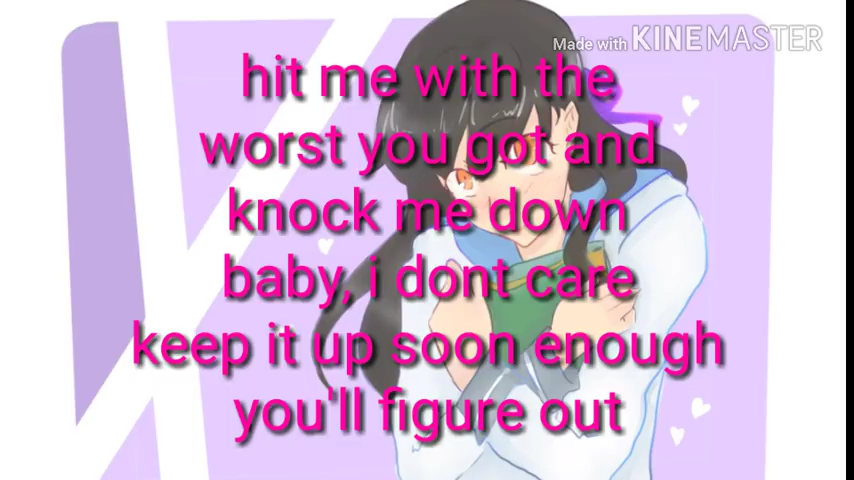 Made with KINEMASTER
hit me with the
worst you got and
knock me down
baby, i dont care
keep it up soon enough
you'll figure out